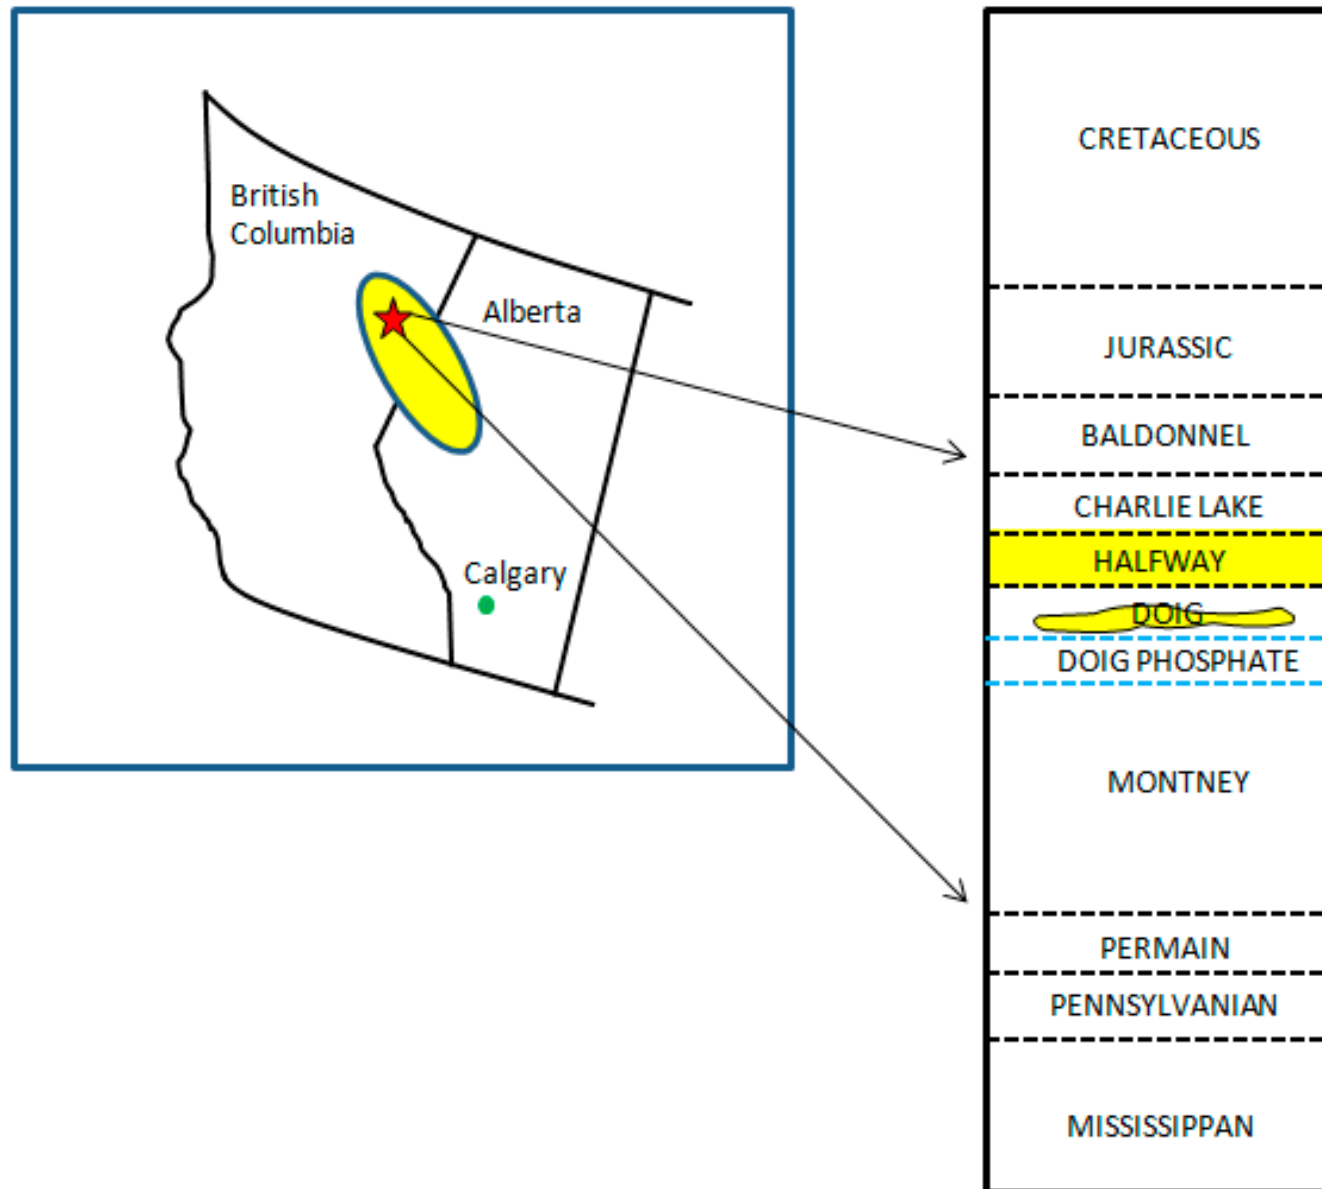 British
Columbia
Alberta
Calgary
CRETACEOUS
JURASSIC
BALDONNEL
CHARLIE LAKE
HALFWAY
DOIG
DOIG PHOSPHATE
MONTNEY
PERMAIN
PENNSYLVANIAN
MISSISSIPPAN